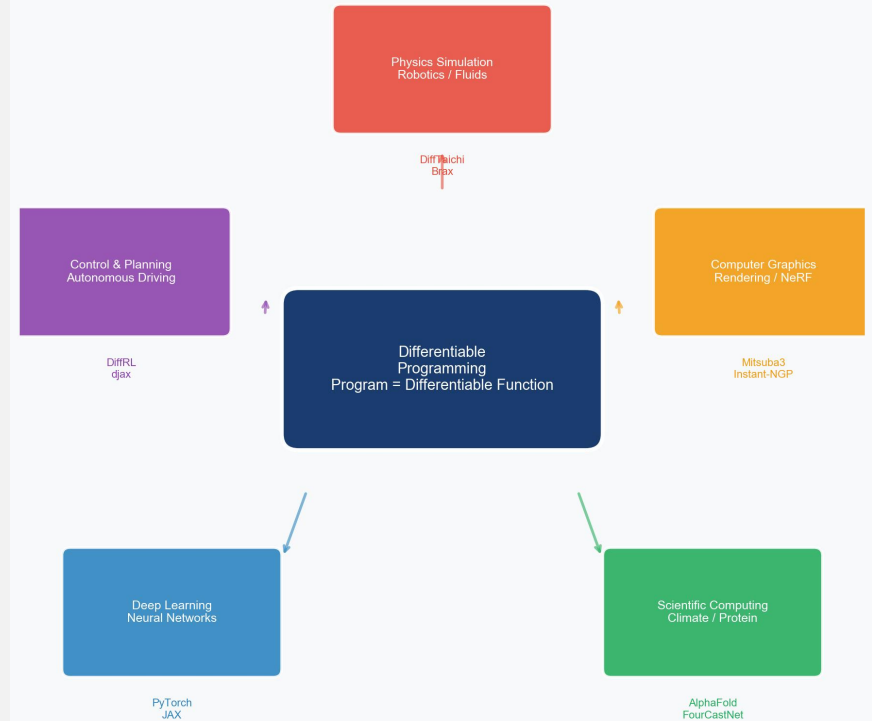 Physics Simulation
Robotics / Fluids
DiffTaichi
Brax
Control & Planning
Autonomous Driving
DiffRL
djax
Computer Graphics
Rendering / NeRF
Mitsuba3
Instant-NGP
Differentiable
Programming
Program = Differentiable Function
Deep Learning
Neural Networks
PyTorch
JAX
Scientific Computing
Climate / Protein
AlphaFold
FourCastNet